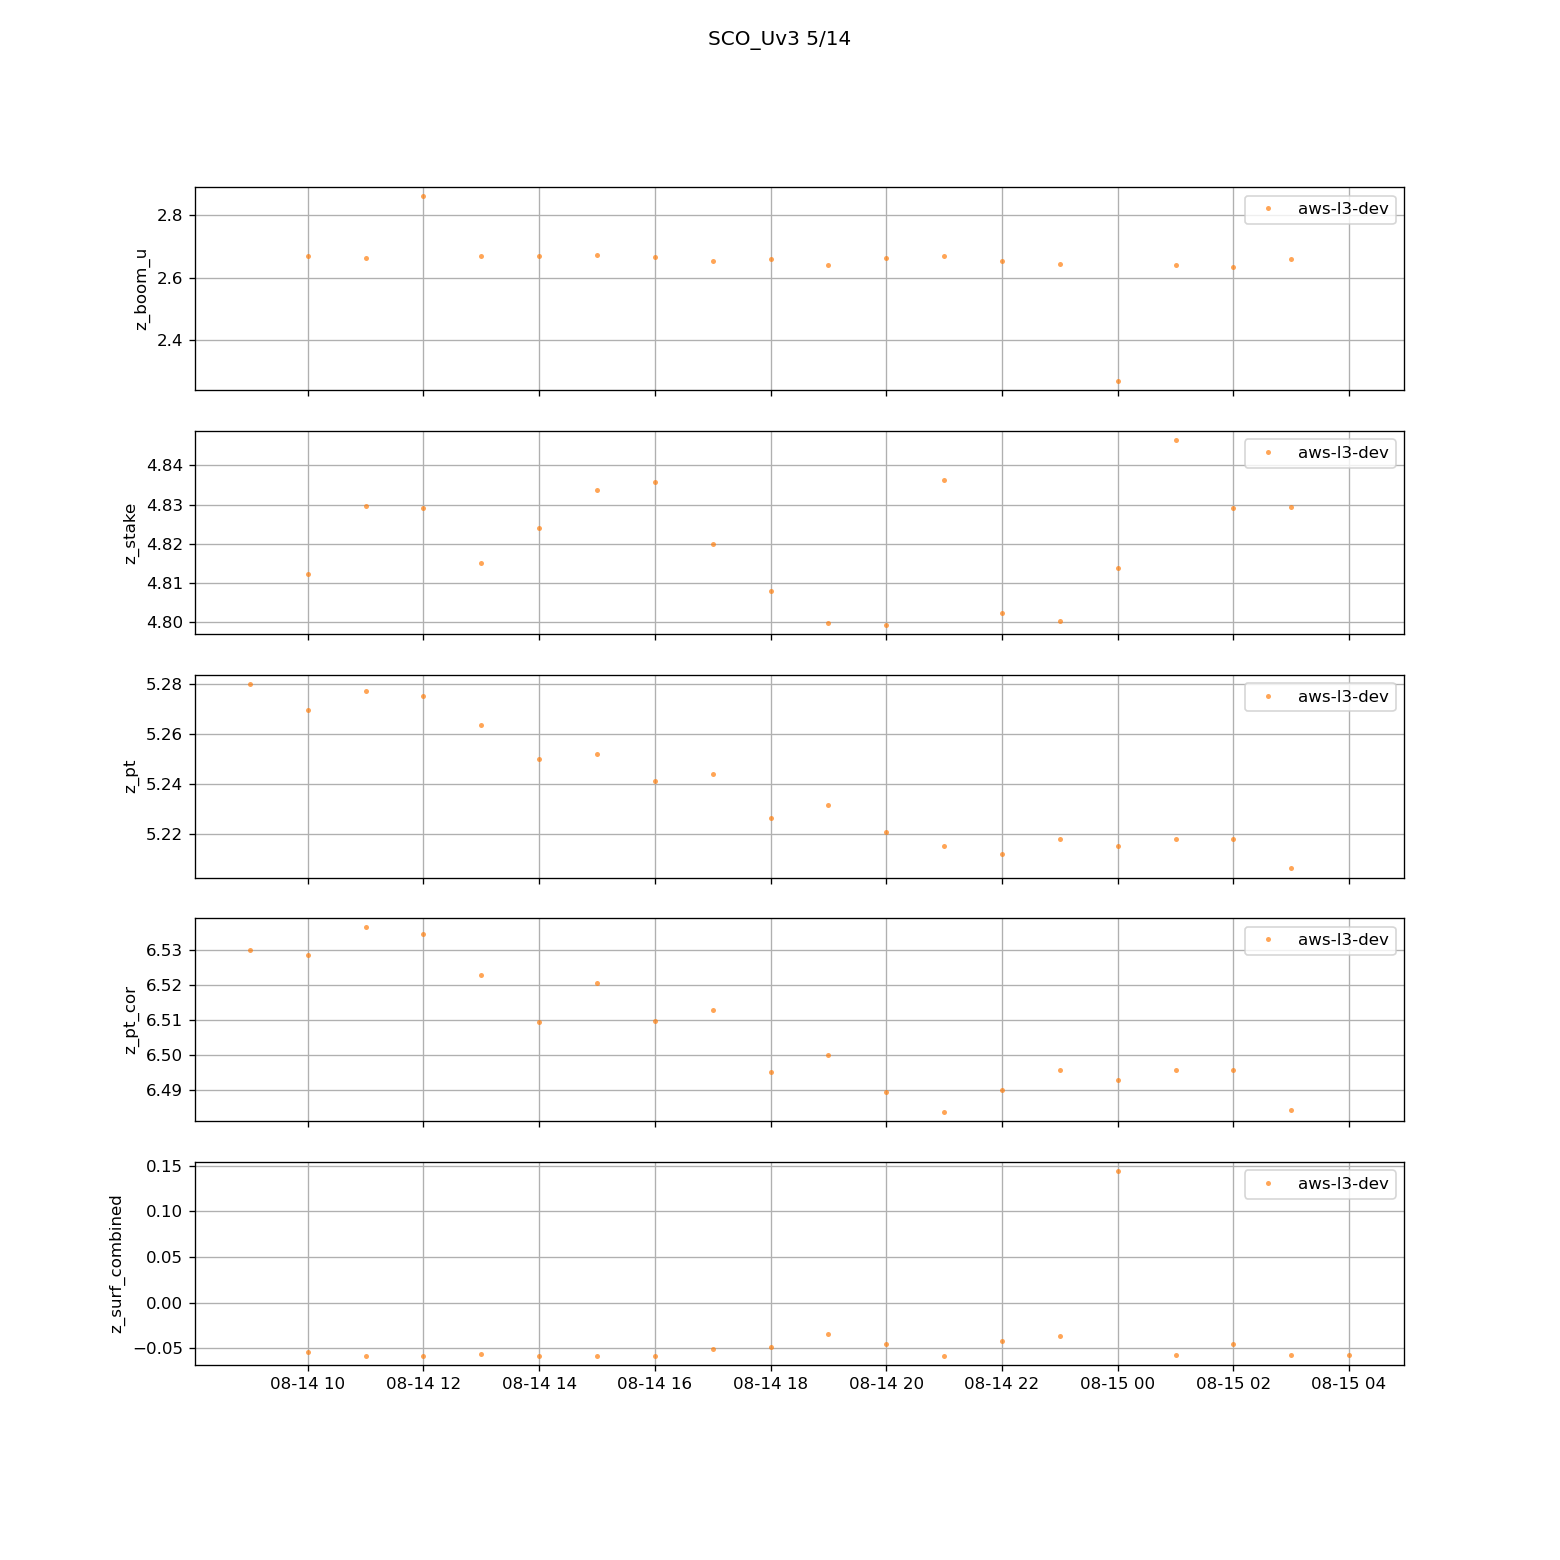 SCO_Uv3 5/14
z_boom_u
2.8
2.6
2.4
aws-l3-dev
z_stake
4.84
4.83
4.82
4.81
4.80
aws-l3-dev
z_pt
5.28
5.26
5.24
5.22
aws-l3-dev
z_pt_cor
6.53
6.52
6.51
6.50
6.49
aws-l3-dev
z_surf_combined
0.15
0.10
0.05
0.00
−0.05
aws-l3-dev
08-14 10 08-14 12 08-14 14 08-14 16 08-14 18 08-14 20 08-14 22 08-15 00 08-15 02 08-15 04